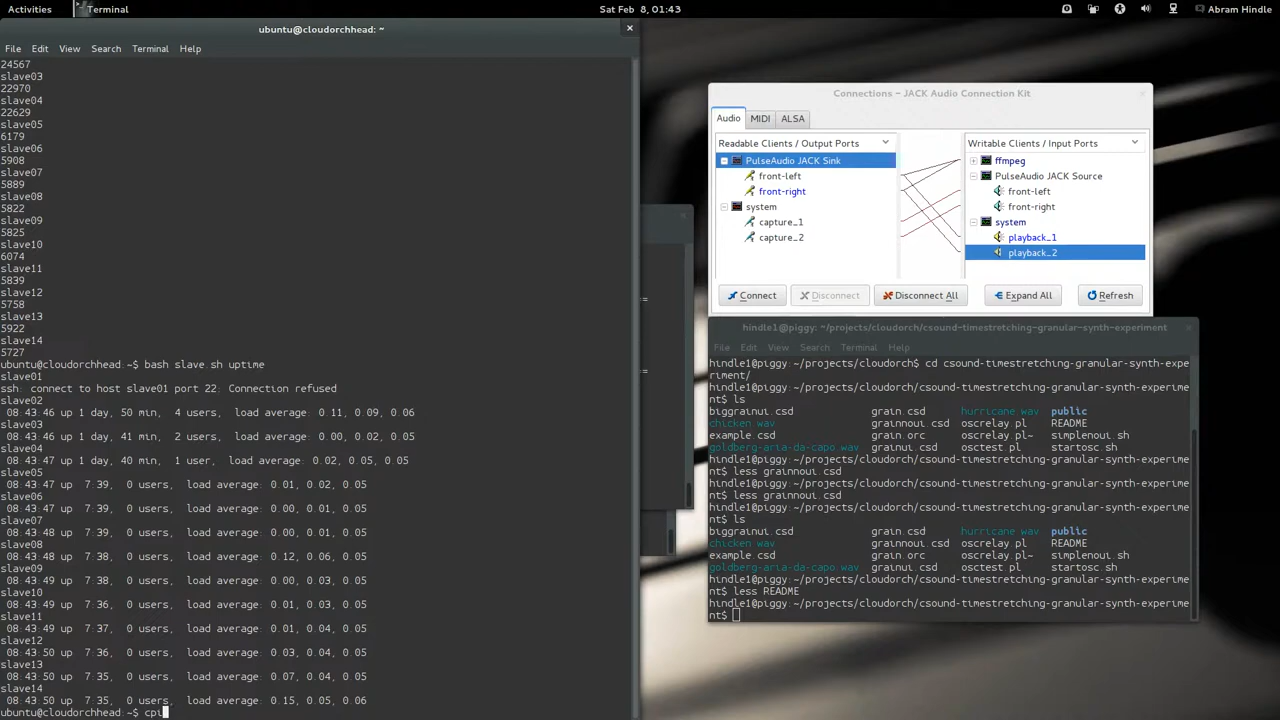 Activities
Terminal
Sat Feb 8, 01:43
Abram Hindle
ubuntu@cloudorchhead: ~
File Edit View Search Terminal Help
24567
slave03
22970
slave04
22629
slave05
6179
slave06
5908
slave07
5889
slave08
5822
slave09
5825
slave10
6074
slave11
5839
slave12
5758
slave13
5922
slave14
5727
ubuntu@cloudorchhead:~$ bash slave.sh uptime
slave01
ssh: connect to host slave01 port 22: Connection refused
slave02
08:43:46 up 1 day, 50 min, 4 users, load average: 0.11, 0.09, 0.06
slave03
08:43:46 up 1 day, 41 min, 2 users, load average: 0.00, 0.02, 0.05
slave04
08:43:47 up 1 day, 40 min, 1 user, load average: 0.02, 0.05, 0.05
slave05
08:43:47 up 7:39, 0 users, load average: 0.01, 0.02, 0.05
slave06
08:43:47 up 7:39, 0 users, load average: 0.00, 0.01, 0.05
slave07
08:43:48 up 7:39, 0 users, load average: 0.00, 0.01, 0.05
slave08
08:43:48 up 7:38, 0 users, load average: 0.12, 0.06, 0.05
slave09
08:43:49 up 7:38, 0 users, load average: 0.00, 0.03, 0.05
slave10
08:43:49 up 7:36, 0 users, load average: 0.01, 0.03, 0.05
slave11
08:43:49 up 7:37, 0 users, load average: 0.01, 0.04, 0.05
slave12
08:43:50 up 7:36, 0 users, load average: 0.03, 0.04, 0.05
slave13
08:43:50 up 7:35, 0 users, load average: 0.07, 0.04, 0.05
slave14
08:43:50 up 7:35, 0 users, load average: 0.15, 0.05, 0.06
ubuntu@cloudorchhead:~$ cpi
Connections - JACK Audio Connection Kit
Audio MIDI ALSA
Readable Clients / Output Ports
PulseAudio JACK Sink
front-left
front-right
system
capture_1
capture_2
Writable Clients / Input Ports
ffmpeg
PulseAudio JACK Source
front-left
front-right
system
playback_1
playback_2
Connect Disconnect Disconnect All Expand All Refresh
hindle1@piggy: ~/projects/cloudorch/csound-timestretching-granular-synth-experiment
File Edit View Search Terminal Help
hindle1@piggy:~/projects/cloudorch$ cd csound-timestretching-granular-synth-expe
riment/
hindle1@piggy:~/projects/cloudorch/csound-timestretching-granular-synth-experime
nt$ ls
biggrainui.csd grain.csd hurricane.wav public
chicken.wav grainnoui.csd oscrelay.pl README
example.csd grain.orc oscrelay.pl~ simplenoui.sh
goldberg-aria-da-capo.wav grainui.csd osctest.pl startosc.sh
hindle1@piggy:~/projects/cloudorch/csound-timestretching-granular-synth-experime
nt$ less grainnoui.csd
hindle1@piggy:~/projects/cloudorch/csound-timestretching-granular-synth-experime
nt$ less grainnoui.csd
hindle1@piggy:~/projects/cloudorch/csound-timestretching-granular-synth-experime
nt$ ls
biggrainui.csd grain.csd hurricane.wav public
chicken.wav grainnoui.csd oscrelay.pl README
example.csd grain.orc oscrelay.pl~ simplenoui.sh
goldberg-aria-da-capo.wav grainui.csd osctest.pl startosc.sh
hindle1@piggy:~/projects/cloudorch/csound-timestretching-granular-synth-experime
nt$ less README
hindle1@piggy:~/projects/cloudorch/csound-timestretching-granular-synth-experime
nt$